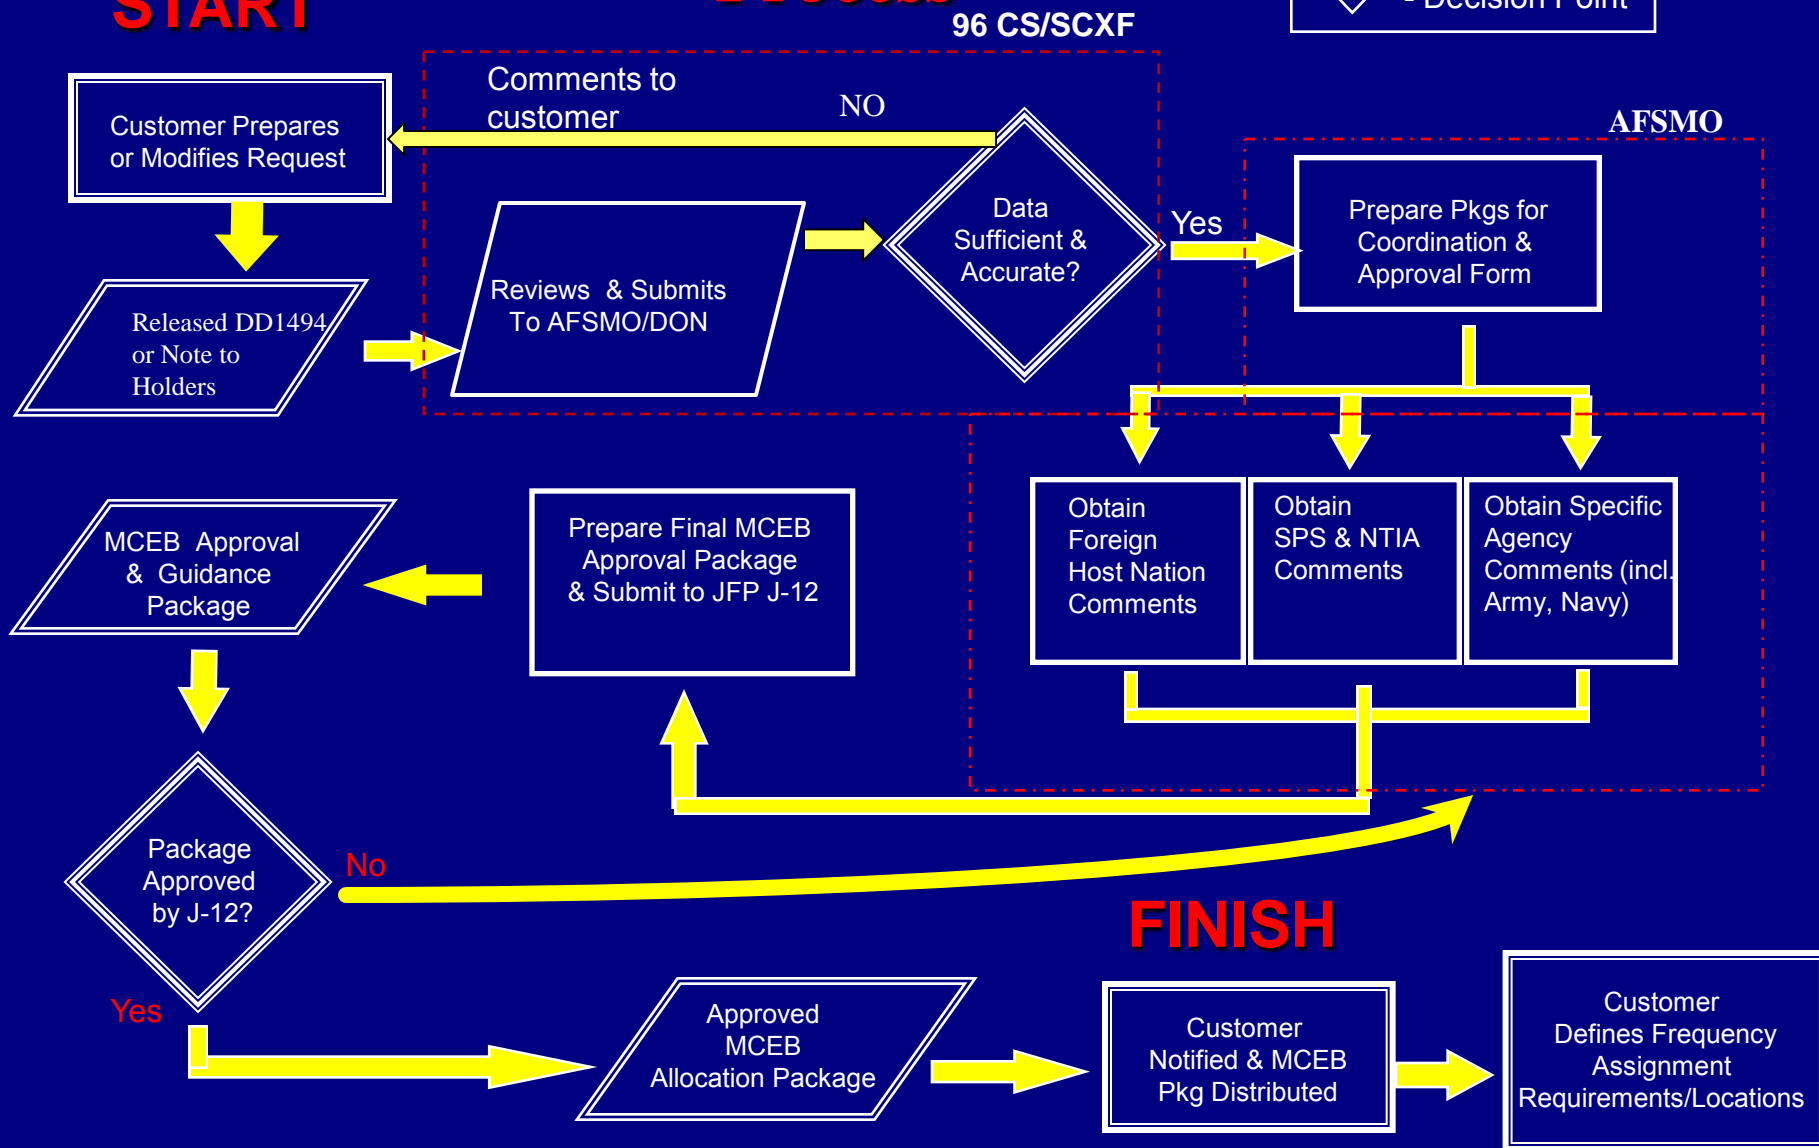 START
Process
96 CS/SCXF
- Decision Point
Customer Prepares
or Modifies Request
Comments to
customer
NO
AFSMO
Data
Sufficient &
Accurate?
Yes
Prepare Pkgs for
Coordination &
Approval Form
Reviews & Submits
To AFSMO/DON
Released DD1494
or Note to
Holders
MCEB Approval
& Guidance
Package
Prepare Final MCEB
Approval Package
& Submit to JFP J-12
Obtain
Foreign
Host Nation
Comments
Obtain
SPS & NTIA
Comments
Obtain Specific
Agency
Comments (incl.
Army, Navy)
Package
Approved
by J-12?
No
Yes
FINISH
Approved
MCEB
Allocation Package
Customer
Notified & MCEB
Pkg Distributed
Customer
Defines Frequency
Assignment
Requirements/Locations